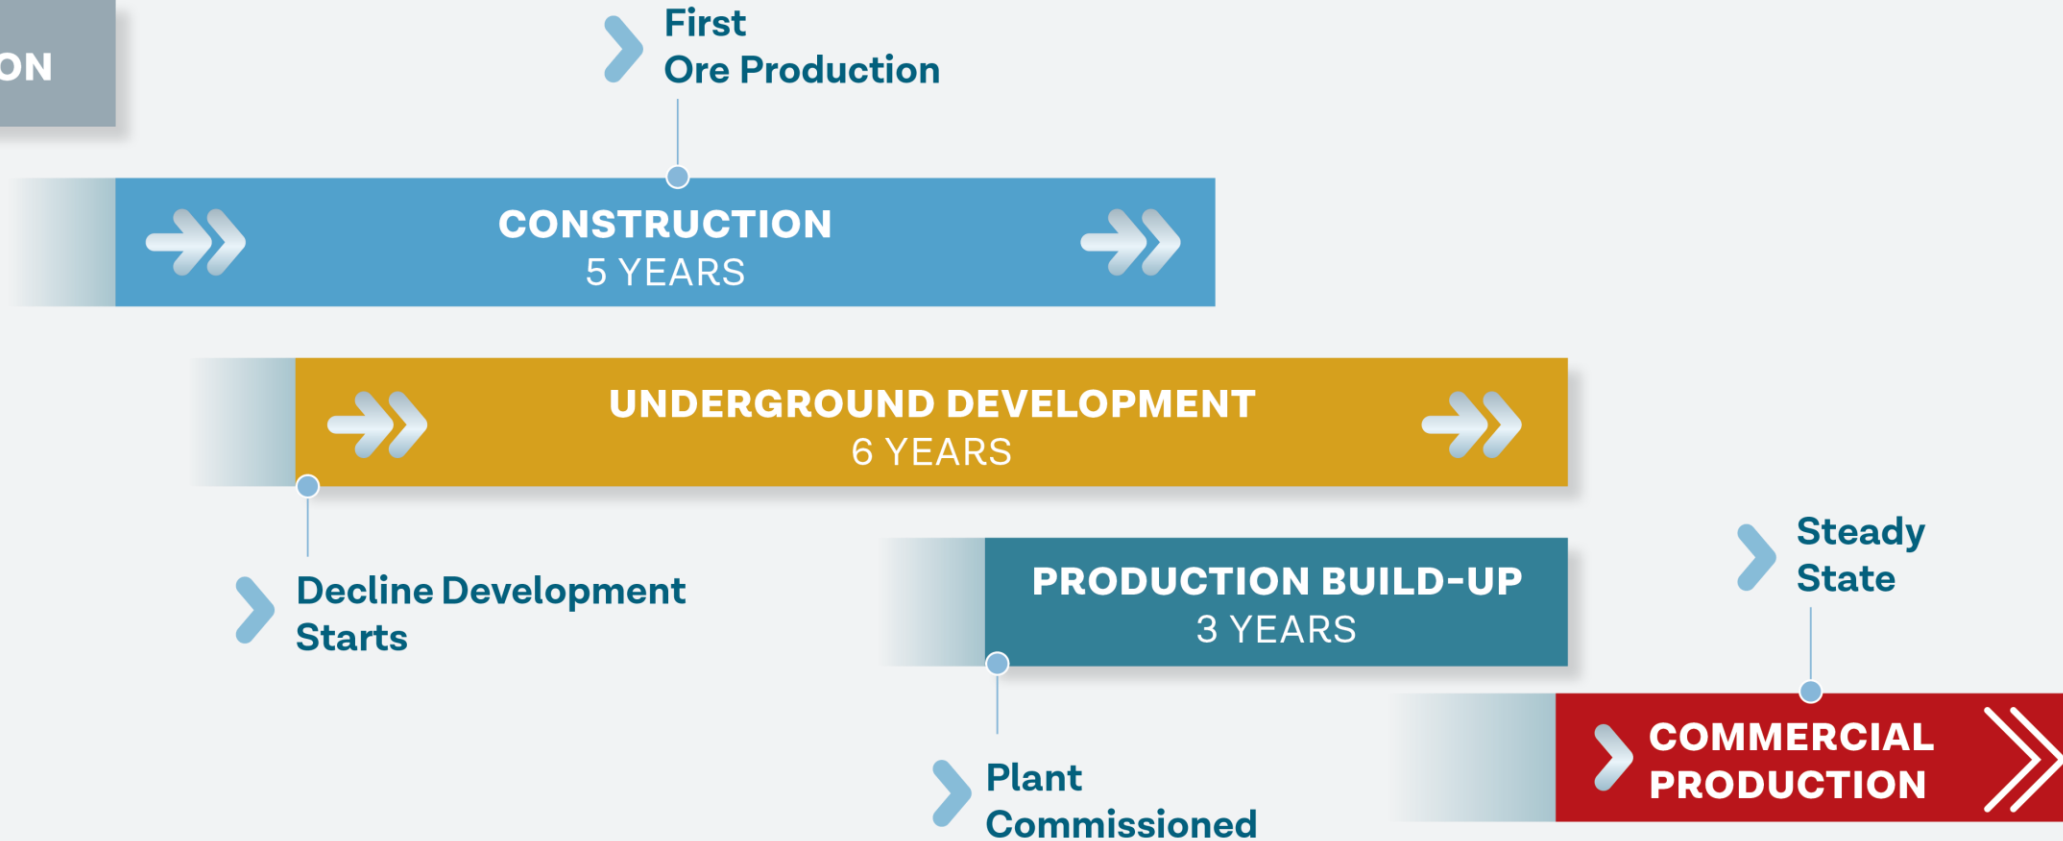 ON
First
Ore Production
CONSTRUCTION
5 YEARS
UNDERGROUND DEVELOPMENT
6 YEARS
Decline Development
Starts
PRODUCTION BUILD-UP
3 YEARS
Steady
State
Plant
Commissioned
COMMERCIAL
PRODUCTION